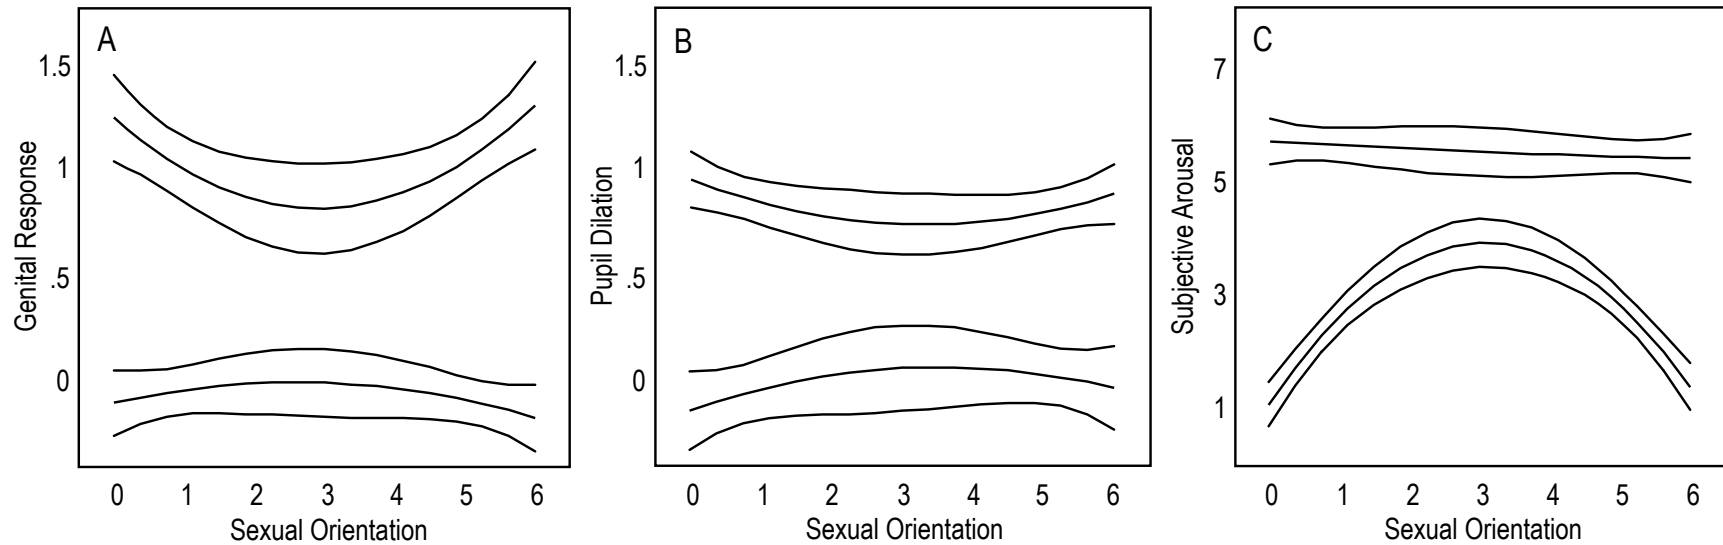 A
Genital Response
1.5
1
.5
0
0 1 2 3 4 5 6
Sexual Orientation
B
Pupil Dilation
1.5
1
.5
0
0 1 2 3 4 5 6
Sexual Orientation
C
Subjective Arousal
7
5
3
1
0 1 2 3 4 5 6
Sexual Orientation